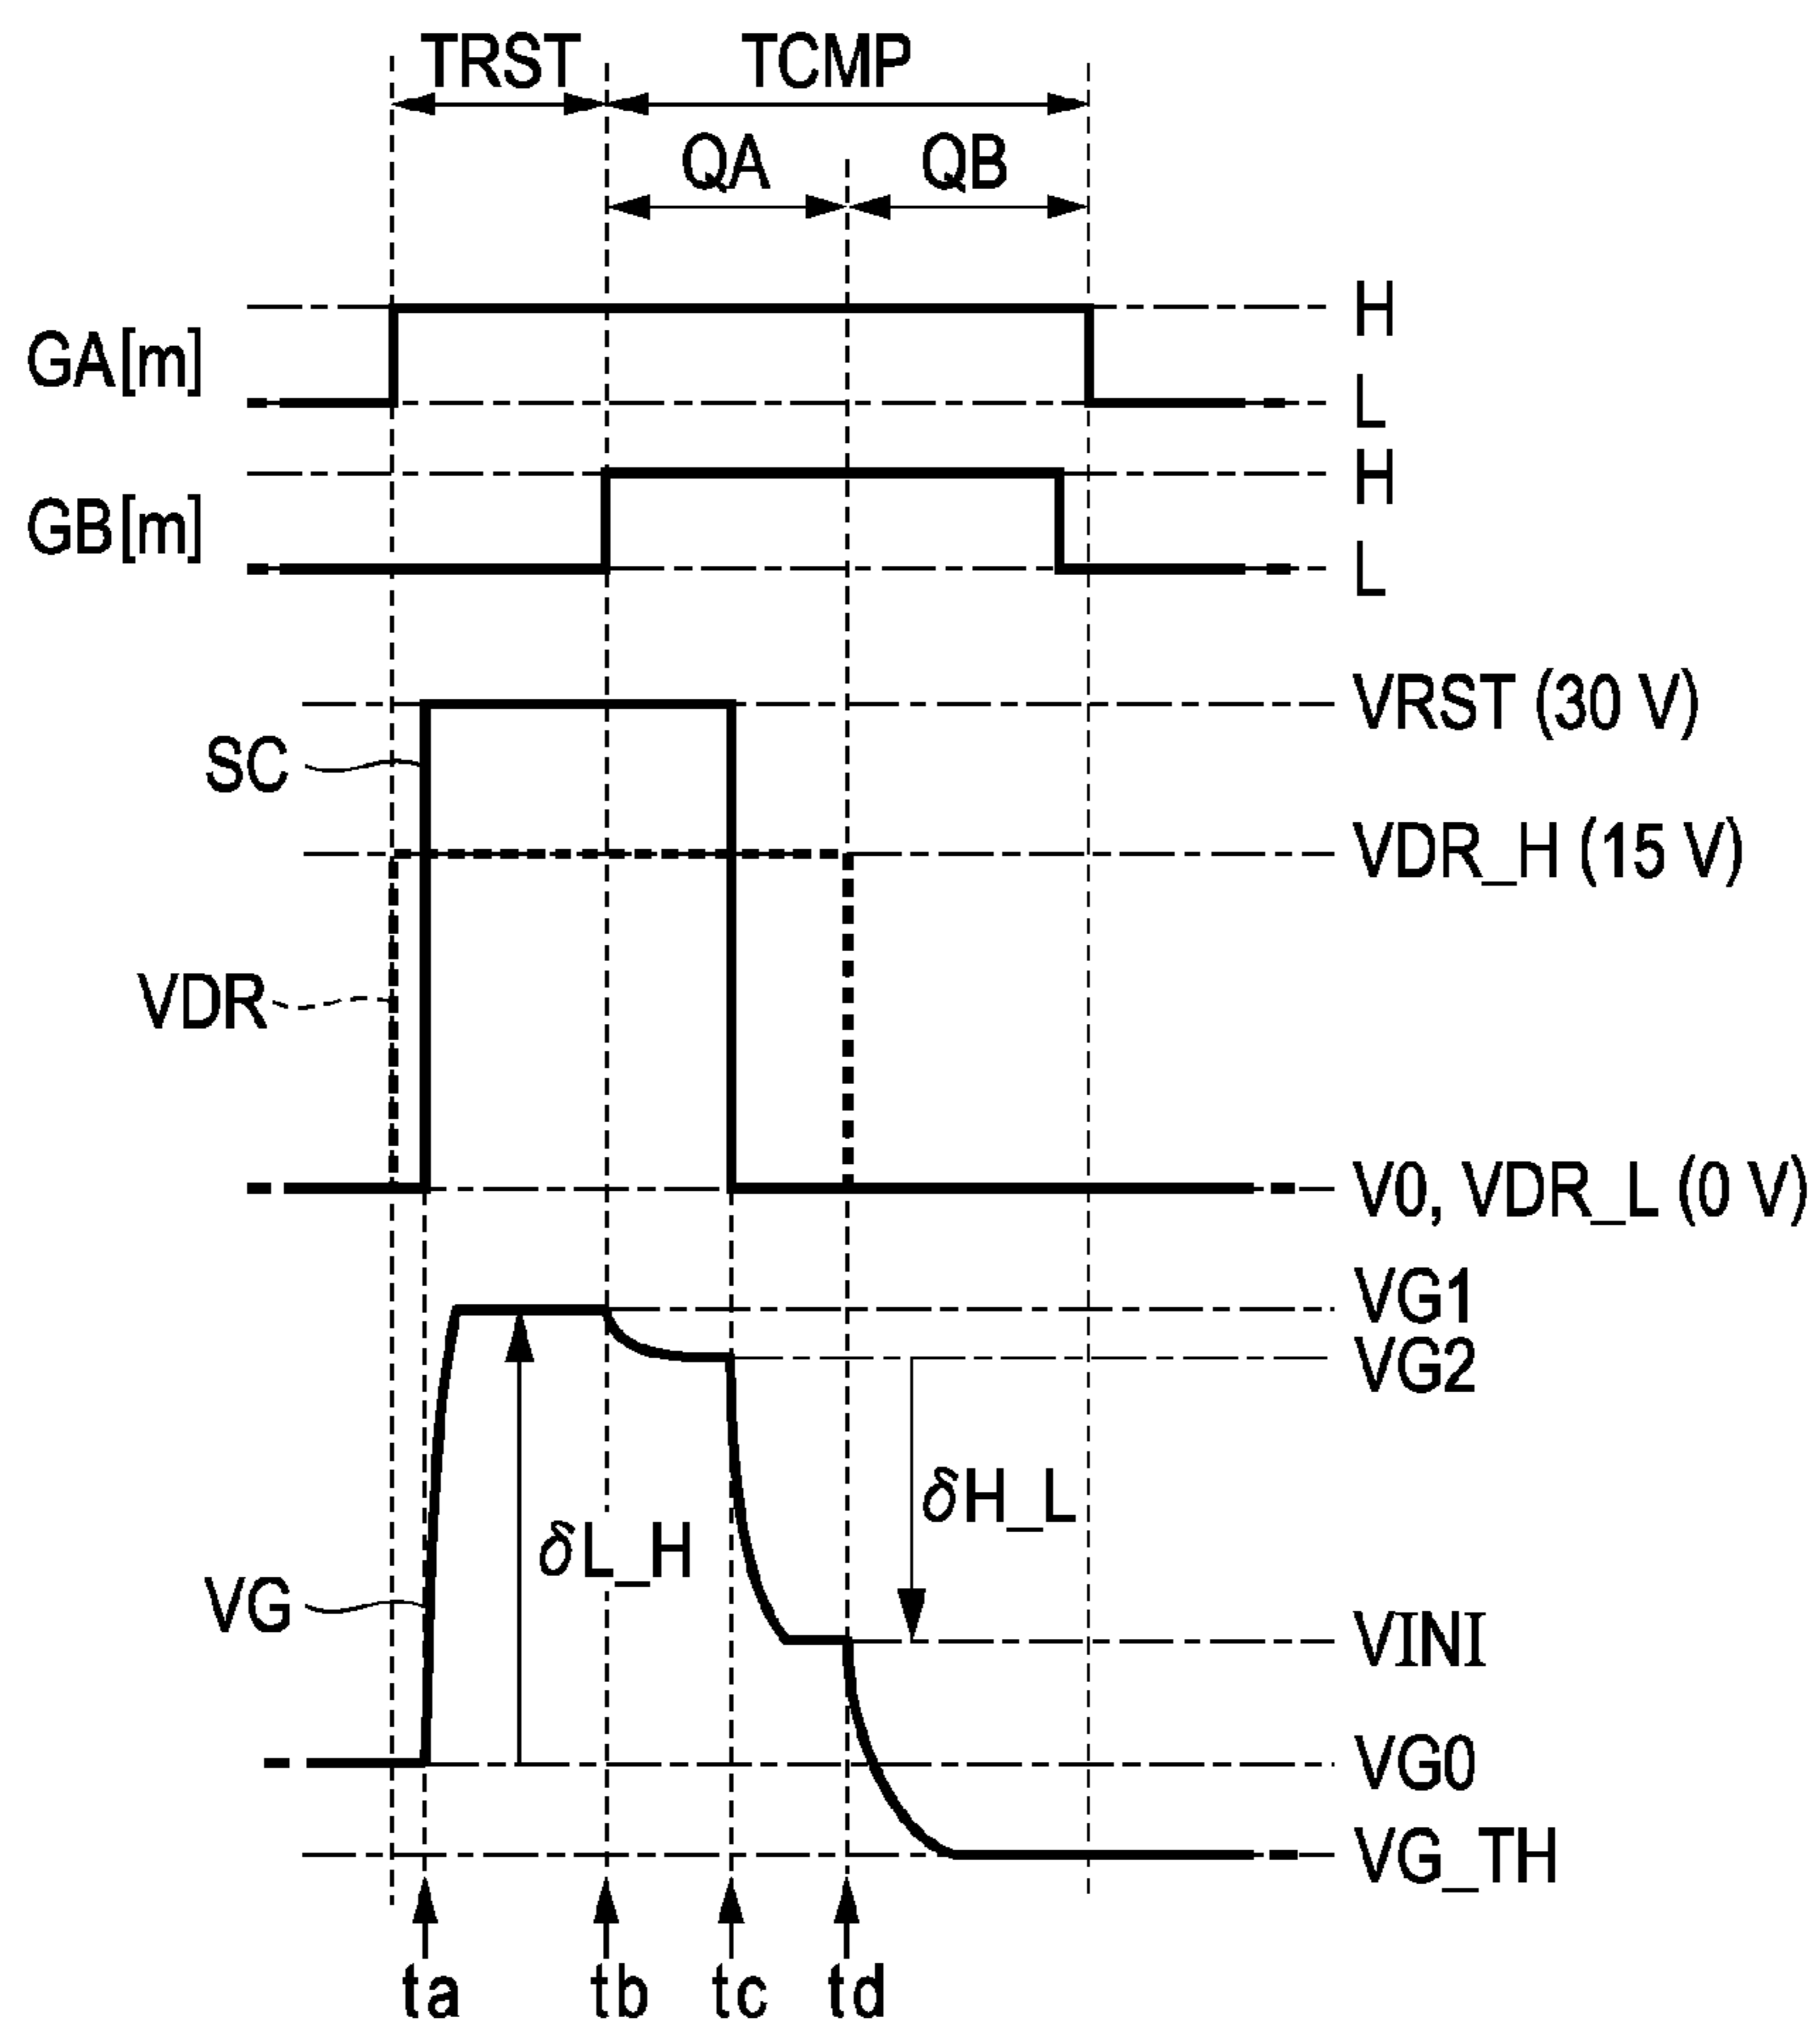 TRST TCMP
QA QB
GA[m] H
L
GB[m] H
L
VRST (30 V)
SC
VDR_H (15 V)
VDR
V0, VDR_L (0 V)
VG1
VG2
δH_L
δL_H
VG
VINI
VG0
VG_TH
ta tb tc td